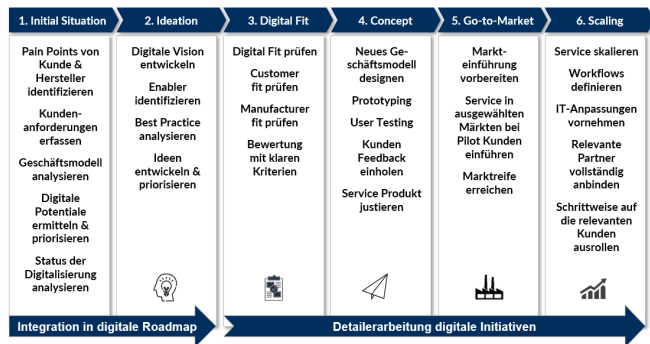 1. Initial Situation
2. Ideation
3. Digital Fit
4. Concept
5. Go-to-Market
6. Scaling
Pain Points von
Kunde &
Hersteller
identifizieren
Kunden-
anforderungen
erfassen
Geschäftsmodell
analysieren
Digitale
Potentiale
ermitteln &
priorisieren
Status der
Digitalisierung
analysieren
Digitale Vision
entwickeln
Enabler
identifizieren
Best Practice
analysieren
Ideen
entwickeln &
priorisieren
Digital Fit prüfen
Customer
fit prüfen
Manufacturer
fit prüfen
Bewertung
mit klaren
Kriterien
Neues Ge-
schäftsmodell
designen
Prototyping
User Testing
Kunden
Feedback
einholen
Service Produkt
justieren
Markt-
einführung
vorbereiten
Service in
ausgewählten
Märkten bei
Pilot Kunden
einführen
Marktreife
erreichen
Service skalieren
Workflows
definieren
IT-Anpassungen
vornehmen
Relevante
Partner
vollständig
anbinden
Schrittweise auf
die relevanten
Kunden
ausrollen
Integration in digitale Roadmap
Detailerarbeitung digitale Initiativen